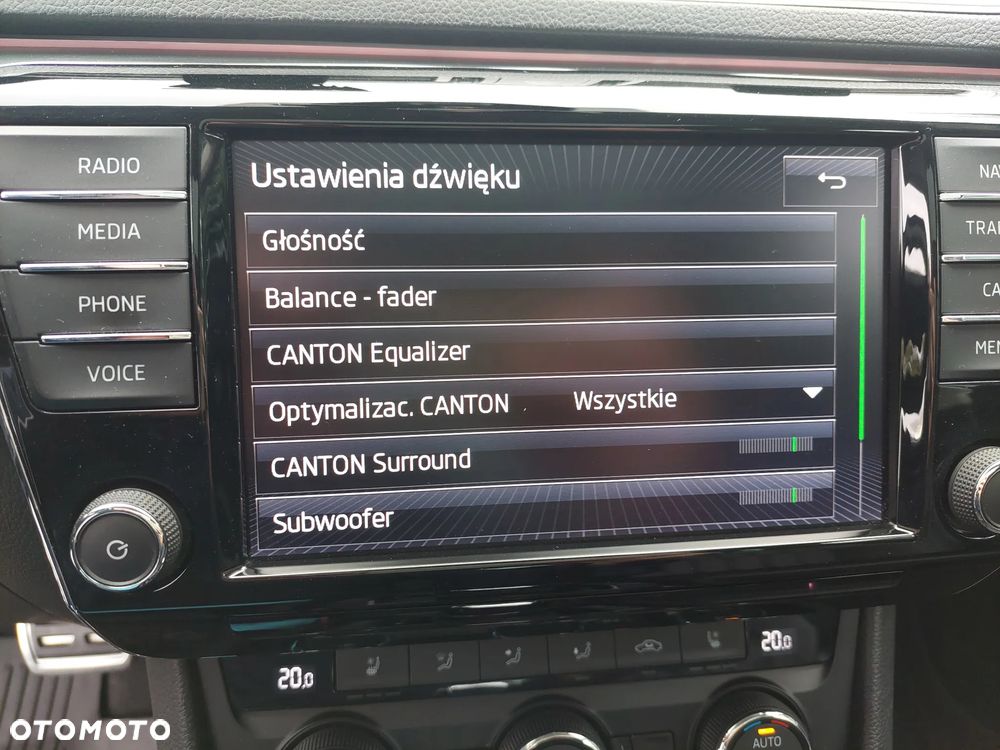 RADIO
MEDIA
PHONE
VOICE
Ustawienia dźwięku
Głośność
Balance - fader
CANTON Equalizer
Optymalizac. CANTON Wszystkie
CANTON Surround
Subwoofer
20,0
20,0
AUTO
OTOMOTO